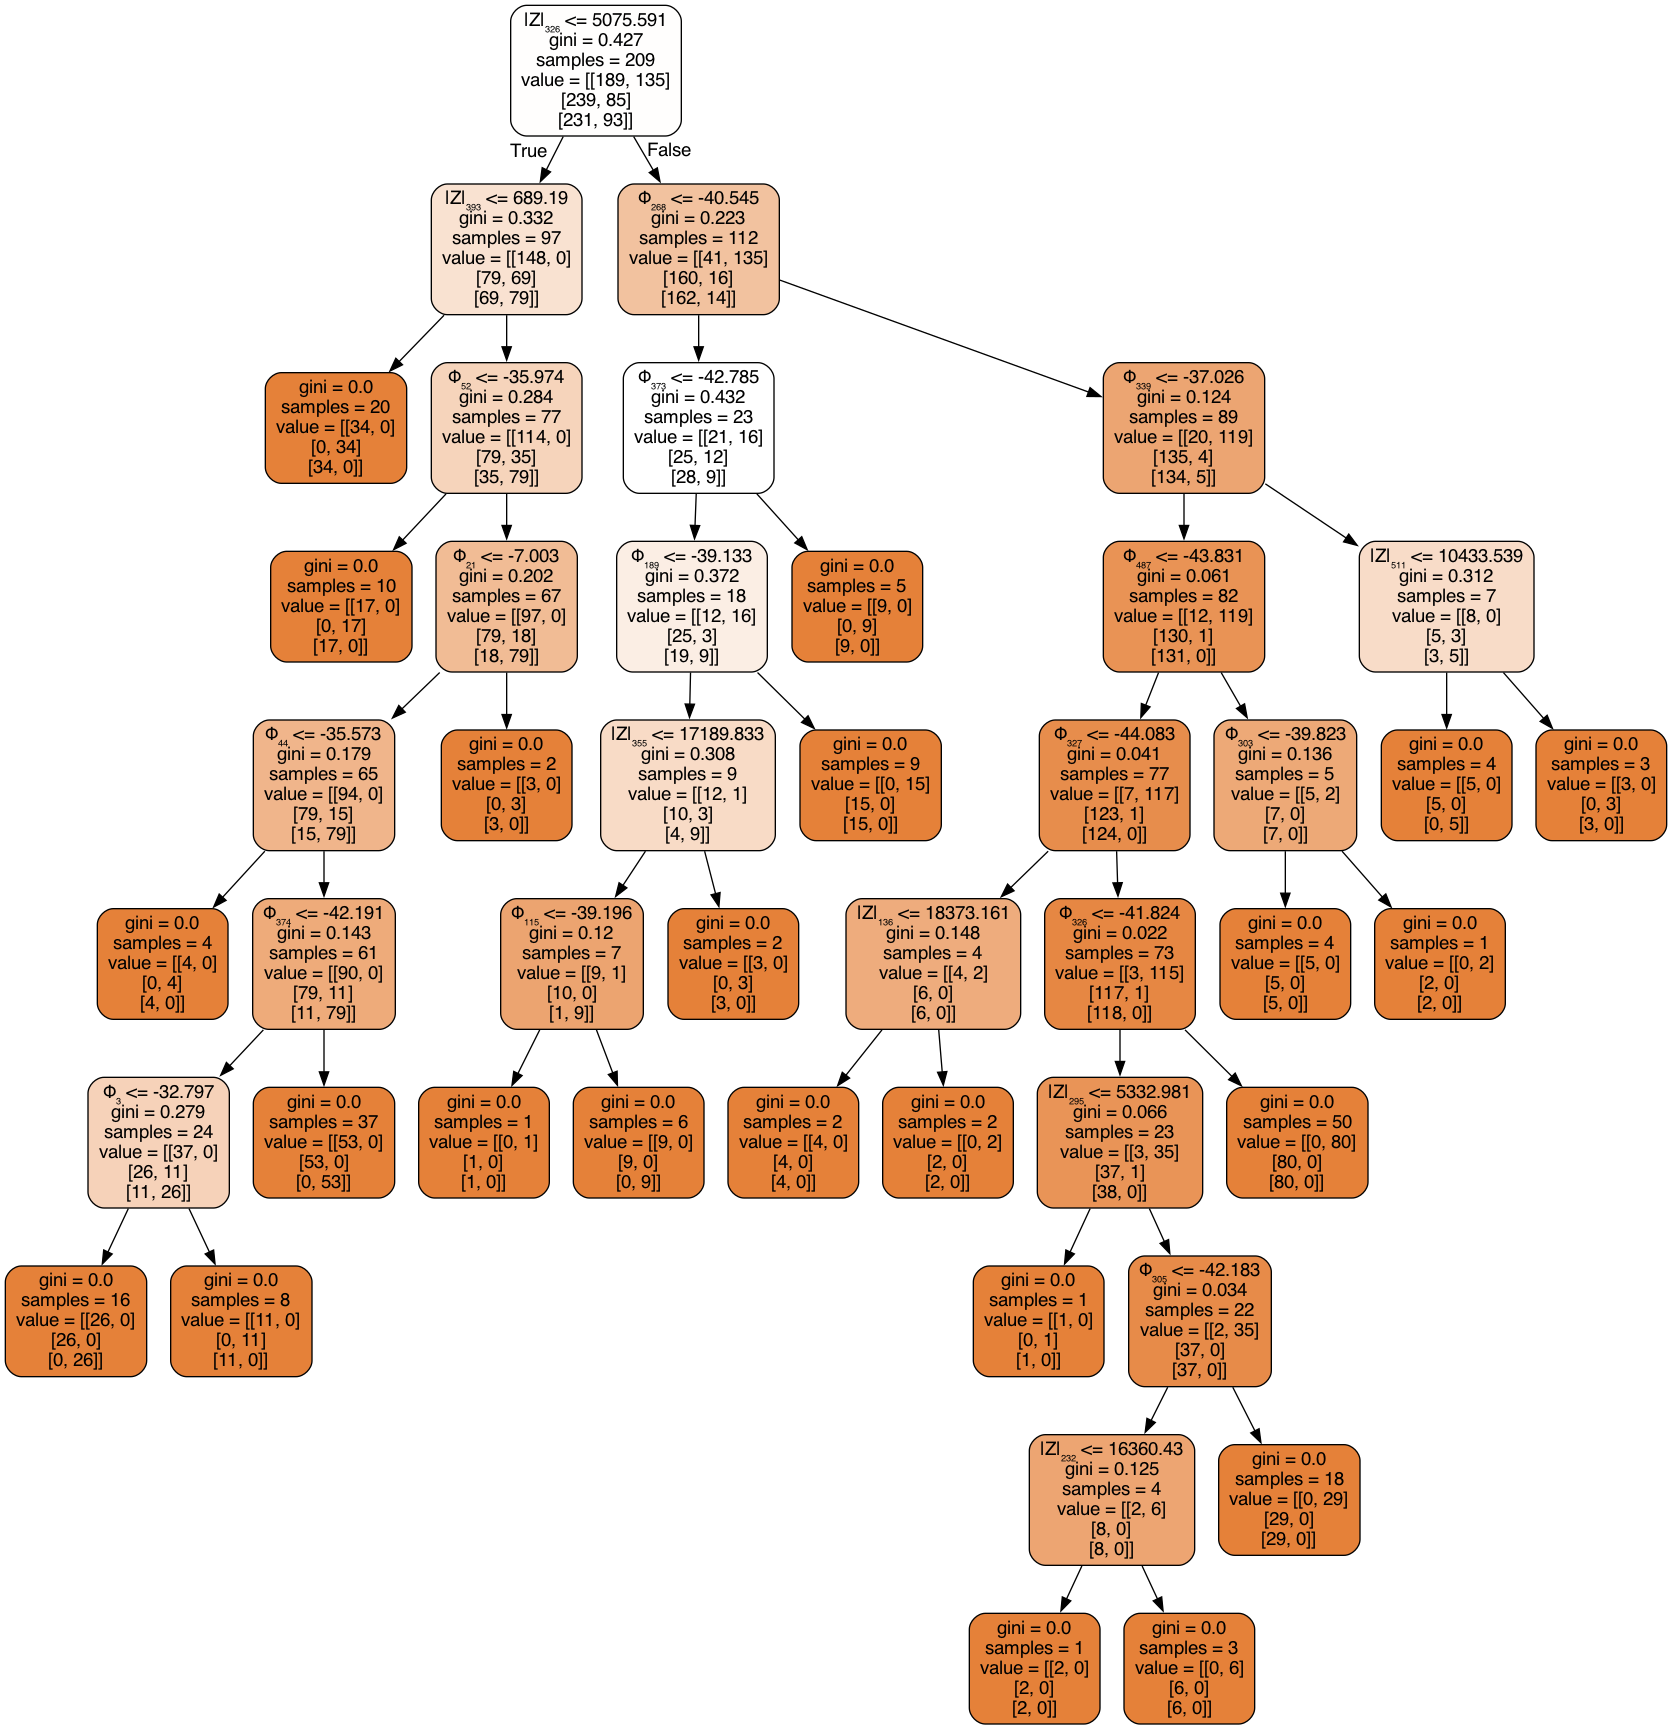 |Z|₃₂₆ <= 5075.591
gini = 0.427
samples = 209
value = [[189, 135]
[239, 85]
[231, 93]]
True
False
|Z|₃₉₃ <= 689.19
gini = 0.332
samples = 97
value = [[148, 0]
[79, 69]
[69, 79]]
Φ₂₆₈ <= -40.545
gini = 0.223
samples = 112
value = [[41, 135]
[160, 16]
[162, 14]]
gini = 0.0
samples = 20
value = [[34, 0]
[0, 34]
[34, 0]]
Φ₅₂ <= -35.974
gini = 0.284
samples = 77
value = [[114, 0]
[79, 35]
[35, 79]]
Φ₃₇₃ <= -42.785
gini = 0.432
samples = 23
value = [[21, 16]
[25, 12]
[28, 9]]
Φ₃₃₉ <= -37.026
gini = 0.124
samples = 89
value = [[20, 119]
[135, 4]
[134, 5]]
gini = 0.0
samples = 10
value = [[17, 0]
[0, 17]
[17, 0]]
Φ₂₁ <= -7.003
gini = 0.202
samples = 67
value = [[97, 0]
[79, 18]
[18, 79]]
Φ₁₈₉ <= -39.133
gini = 0.372
samples = 18
value = [[12, 16]
[25, 3]
[19, 9]]
gini = 0.0
samples = 5
value = [[9, 0]
[0, 9]
[9, 0]]
Φ₄₈₇ <= -43.831
gini = 0.061
samples = 82
value = [[12, 119]
[130, 1]
[131, 0]]
|Z|₅₁₁ <= 10433.539
gini = 0.312
samples = 7
value = [[8, 0]
[5, 3]
[3, 5]]
Φ₄₄ <= -35.573
gini = 0.179
samples = 65
value = [[94, 0]
[79, 15]
[15, 79]]
gini = 0.0
samples = 2
value = [[3, 0]
[0, 3]
[3, 0]]
|Z|₃₅₅ <= 17189.833
gini = 0.308
samples = 9
value = [[12, 1]
[10, 3]
[4, 9]]
gini = 0.0
samples = 9
value = [[0, 15]
[15, 0]
[15, 0]]
Φ₃₂₇ <= -44.083
gini = 0.041
samples = 77
value = [[7, 117]
[123, 1]
[124, 0]]
Φ₃₀₃ <= -39.823
gini = 0.136
samples = 5
value = [[5, 2]
[7, 0]
[7, 0]]
gini = 0.0
samples = 4
value = [[5, 0]
[5, 0]
[0, 5]]
gini = 0.0
samples = 3
value = [[3, 0]
[0, 3]
[3, 0]]
gini = 0.0
samples = 4
value = [[4, 0]
[0, 4]
[4, 0]]
Φ₃₇₄ <= -42.191
gini = 0.143
samples = 61
value = [[90, 0]
[79, 11]
[11, 79]]
Φ₁₁₅ <= -39.196
gini = 0.12
samples = 7
value = [[9, 1]
[10, 0]
[1, 9]]
gini = 0.0
samples = 2
value = [[3, 0]
[0, 3]
[3, 0]]
|Z|₁₃₆ <= 18373.161
gini = 0.148
samples = 4
value = [[4, 2]
[6, 0]
[6, 0]]
Φ₃₂₆ <= -41.824
gini = 0.022
samples = 73
value = [[3, 115]
[117, 1]
[118, 0]]
gini = 0.0
samples = 4
value = [[5, 0]
[5, 0]
[5, 0]]
gini = 0.0
samples = 1
value = [[0, 2]
[2, 0]
[2, 0]]
Φ₃ <= -32.797
gini = 0.279
samples = 24
value = [[37, 0]
[26, 11]
[11, 26]]
gini = 0.0
samples = 37
value = [[53, 0]
[53, 0]
[0, 53]]
gini = 0.0
samples = 1
value = [[0, 1]
[1, 0]
[1, 0]]
gini = 0.0
samples = 6
value = [[9, 0]
[9, 0]
[0, 9]]
gini = 0.0
samples = 2
value = [[4, 0]
[4, 0]
[4, 0]]
gini = 0.0
samples = 2
value = [[0, 2]
[2, 0]
[2, 0]]
|Z|₂₉₅ <= 5332.981
gini = 0.066
samples = 23
value = [[3, 35]
[37, 1]
[38, 0]]
gini = 0.0
samples = 50
value = [[0, 80]
[80, 0]
[80, 0]]
gini = 0.0
samples = 16
value = [[26, 0]
[26, 0]
[0, 26]]
gini = 0.0
samples = 8
value = [[11, 0]
[0, 11]
[11, 0]]
gini = 0.0
samples = 1
value = [[1, 0]
[0, 1]
[1, 0]]
Φ₃₀₅ <= -42.183
gini = 0.034
samples = 22
value = [[2, 35]
[37, 0]
[37, 0]]
|Z|₂₃₂ <= 16360.43
gini = 0.125
samples = 4
value = [[2, 6]
[8, 0]
[8, 0]]
gini = 0.0
samples = 18
value = [[0, 29]
[29, 0]
[29, 0]]
gini = 0.0
samples = 1
value = [[2, 0]
[2, 0]
[2, 0]]
gini = 0.0
samples = 3
value = [[0, 6]
[6, 0]
[6, 0]]